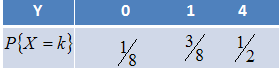 Y 0 1 4
P{X = k} 1/8 3/8 1/2